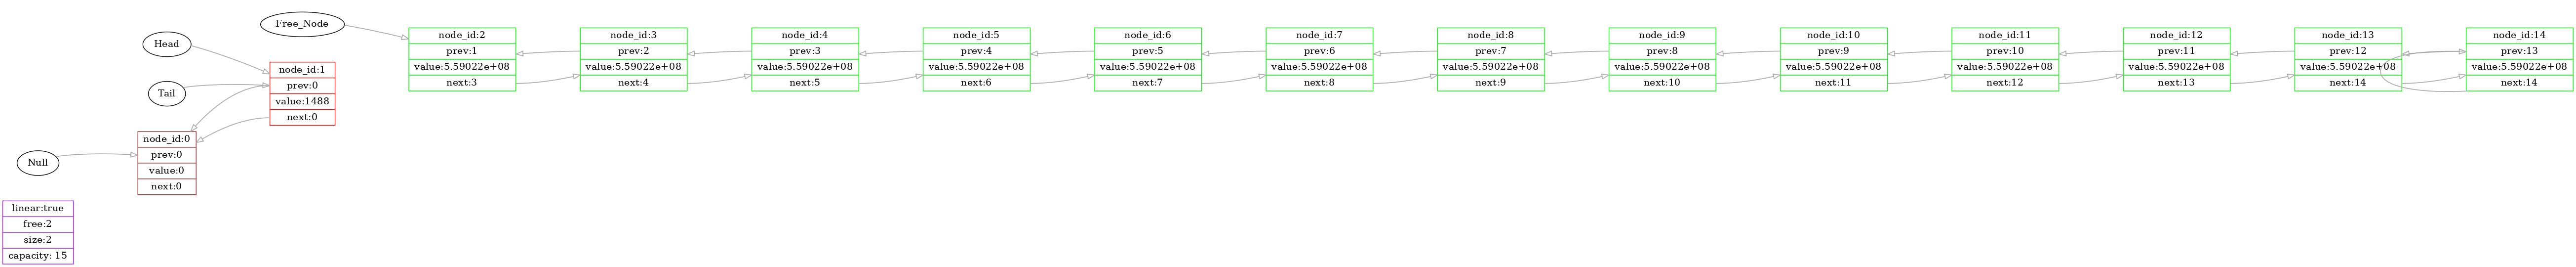 Free_Node
Head
Tail
Null
node_id:0
prev:0
value:0
next:0
node_id:1
prev:0
value:1488
next:0
node_id:2
prev:1
value:5.59022e+08
next:3
node_id:3
prev:2
value:5.59022e+08
next:4
node_id:4
prev:3
value:5.59022e+08
next:5
node_id:5
prev:4
value:5.59022e+08
next:6
node_id:6
prev:5
value:5.59022e+08
next:7
node_id:7
prev:6
value:5.59022e+08
next:8
node_id:8
prev:7
value:5.59022e+08
next:9
node_id:9
prev:8
value:5.59022e+08
next:10
node_id:10
prev:9
value:5.59022e+08
next:11
node_id:11
prev:10
value:5.59022e+08
next:12
node_id:12
prev:11
value:5.59022e+08
next:13
node_id:13
prev:12
value:5.59022e+08
next:14
node_id:14
prev:13
value:5.59022e+08
next:14
linear:true
free:2
size:2
capacity: 15